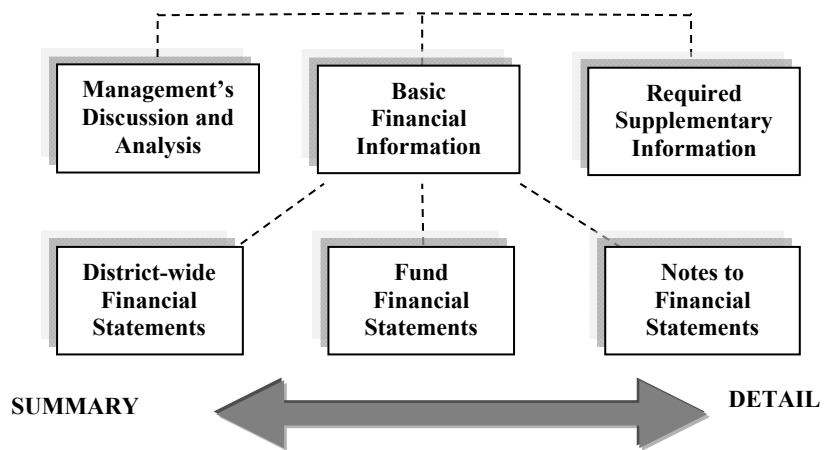 Management’s
Discussion and
Analysis
Basic
Financial
Information
Required
Supplementary
Information
District-wide
Financial
Statements
Fund
Financial
Statements
Notes to
Financial
Statements
SUMMARY
DETAIL